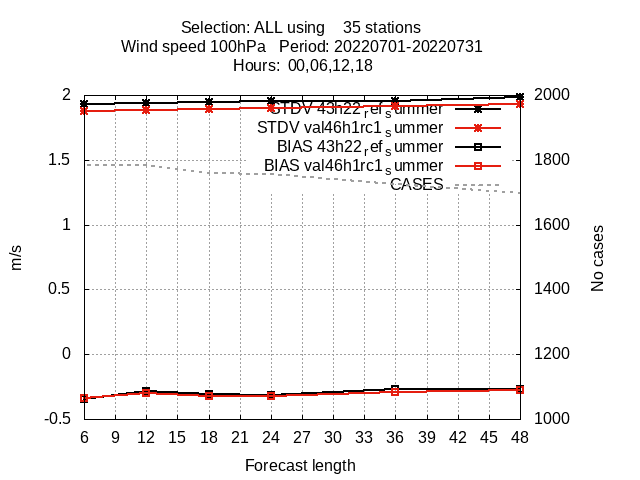 Selection: ALL using 35 stations
Wind speed 100hPa Period: 20220701-20220731
Hours: 00,06,12,18
2 2000
STDV 43h22_ref_summer
STDV val46h1rc1_summer
BIAS 43h22_ref_summer
1.5 1800
BIAS val46h1rc1_summer
CASES
1 1600
m/s
No cases
0.5 1400
0 1200
-0.5 1000
6 9 12 15 18 21 24 27 30 33 36 39 42 45 48
Forecast length